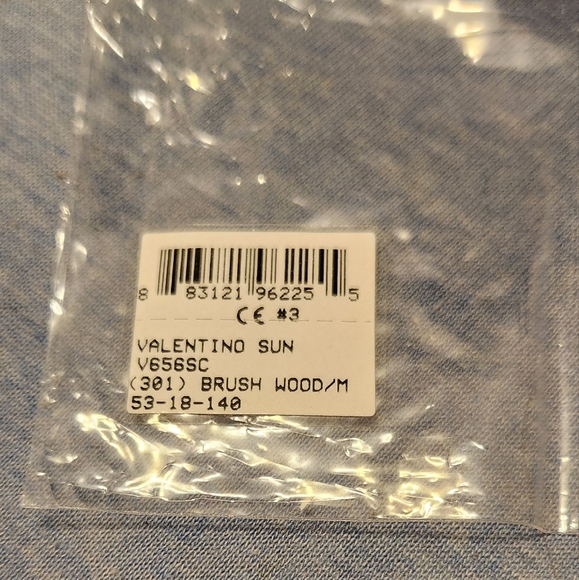 8 83121 96225 5
CE #3
VALENTINO SUN
V656SC
(301) BRUSH WOOD/M
53-18-140